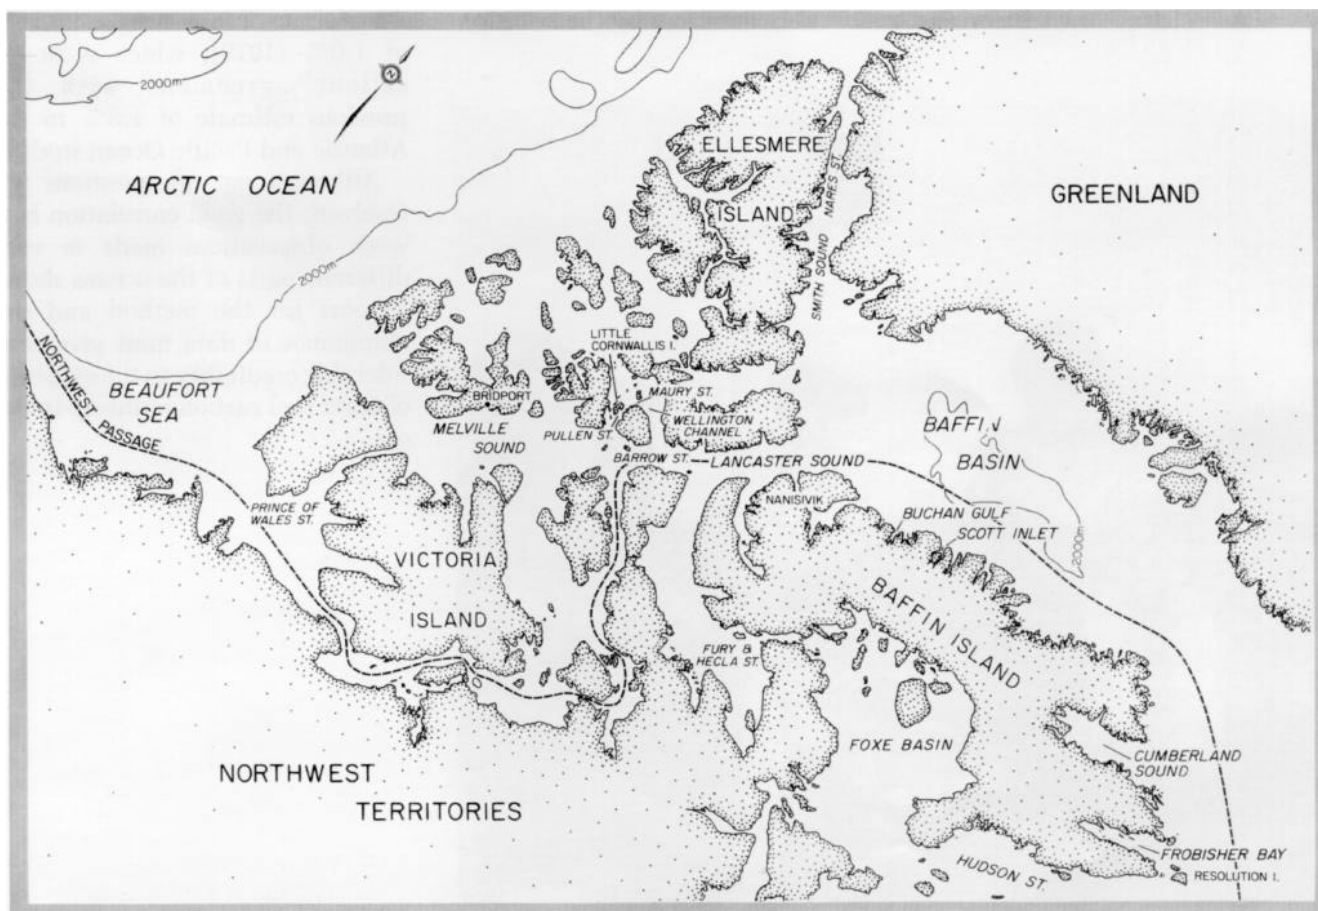 2000m
ARCTIC OCEAN
2000m
ELLESMERE
ISLAND
NARES ST.
SMITH SOUND
GREENLAND
NORTHWEST
PASSAGE
BEAUFORT
SEA
LITTLE
CORNWALLIS I.
BRIDPORT
MAURY ST.
MELVILLE
SOUND
PULLEN ST.
WELLINGTON
CHANNEL
BARROW ST.
LANCASTER SOUND
BAFFIN
BASIN
2000m
NANISIVIK
BUCHAN GULF
SCOTT INLET
PRINCE OF
WALES ST.
VICTORIA
ISLAND
BAFFIN ISLAND
FURY &
HECLA ST.
FOXE BASIN
CUMBERLAND
SOUND
NORTHWEST
TERRITORIES
HUDSON ST.
FROBISHER BAY
RESOLUTION I.